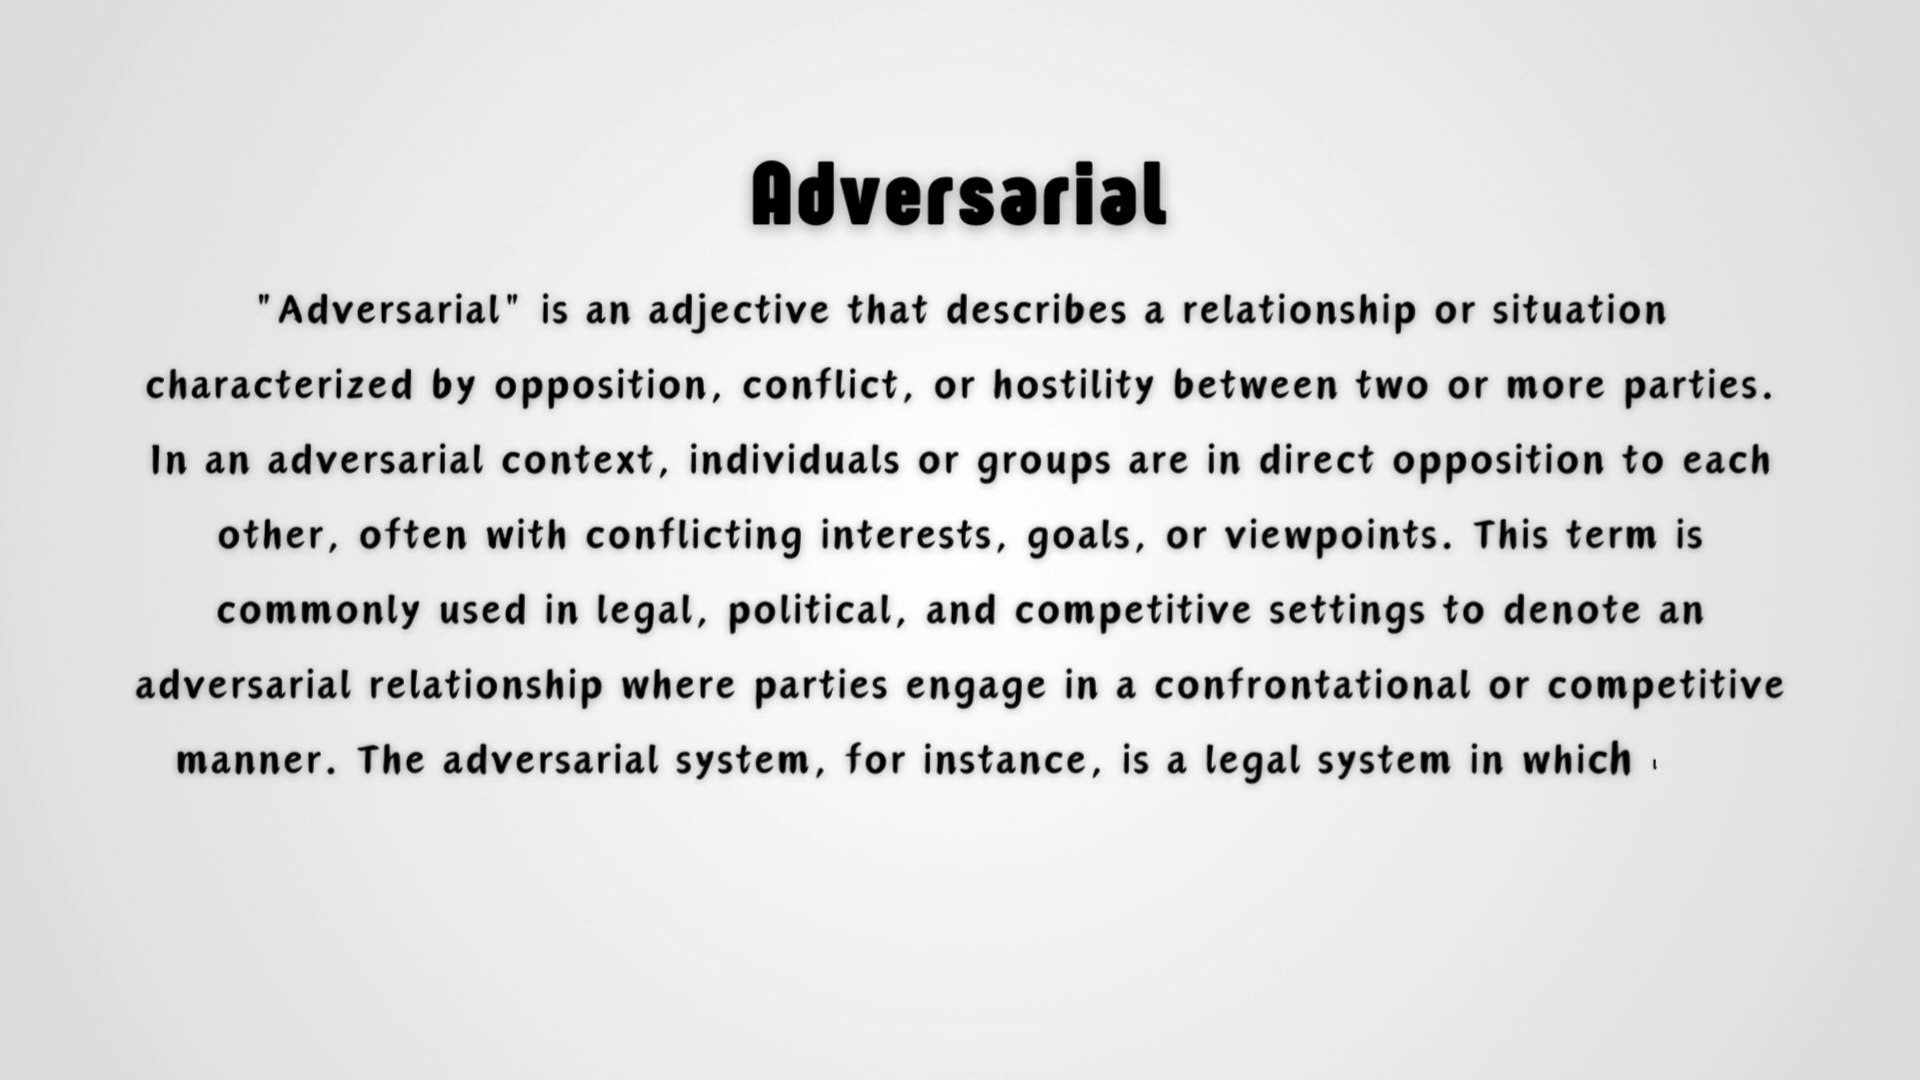 Adversarial
"Adversarial" is an adjective that describes a relationship or situation
characterized by opposition, conflict, or hostility between two or more parties.
In an adversarial context, individuals or groups are in direct opposition to each
other, often with conflicting interests, goals, or viewpoints. This term is
commonly used in legal, political, and competitive settings to denote an
adversarial relationship where parties engage in a confrontational or competitive
manner. The adversarial system, for instance, is a legal system in which